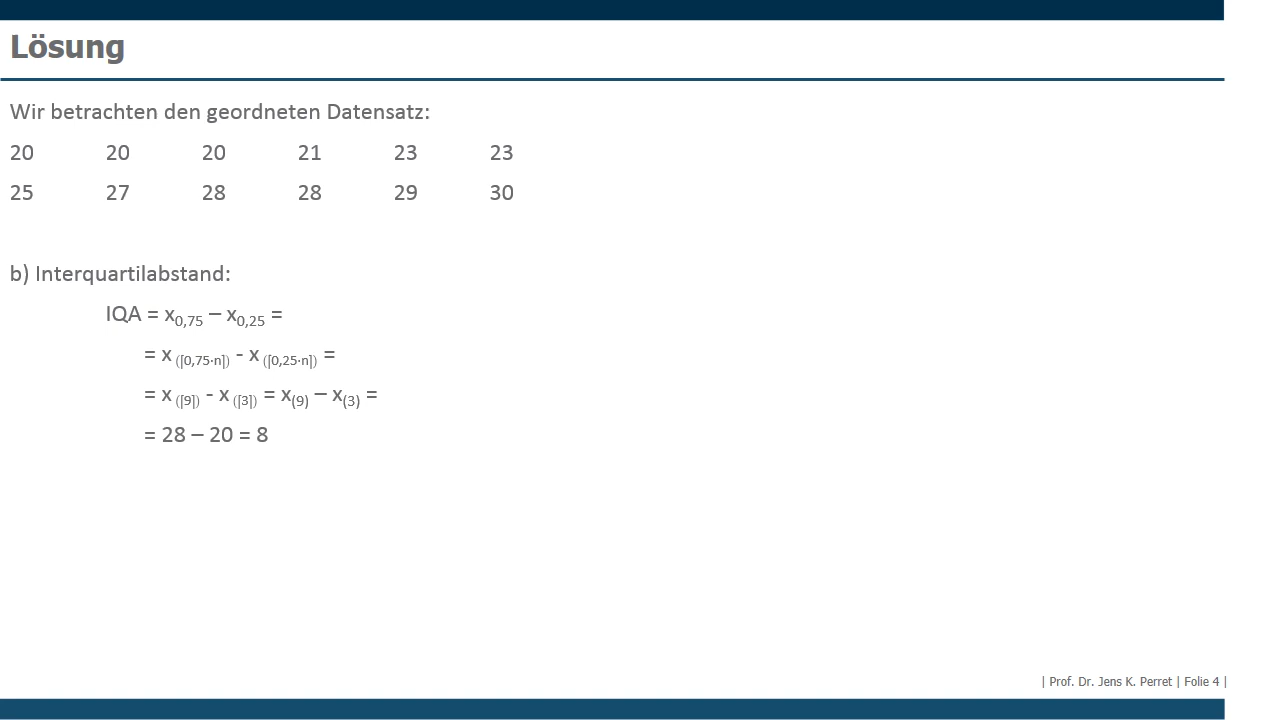 Lösung
Wir betrachten den geordneten Datensatz:
20 20 20 21 23 23
25 27 28 28 29 30
b) Interquartilabstand:
IQA = x0,75 – x0,25 =
= x (⌈0,75·n⌉) - x (⌈0,25·n⌉) =
= x (⌈9⌉) - x (⌈3⌉) = x(9) – x(3) =
= 28 – 20 = 8
| Prof. Dr. Jens K. Perret | Folie 4 |